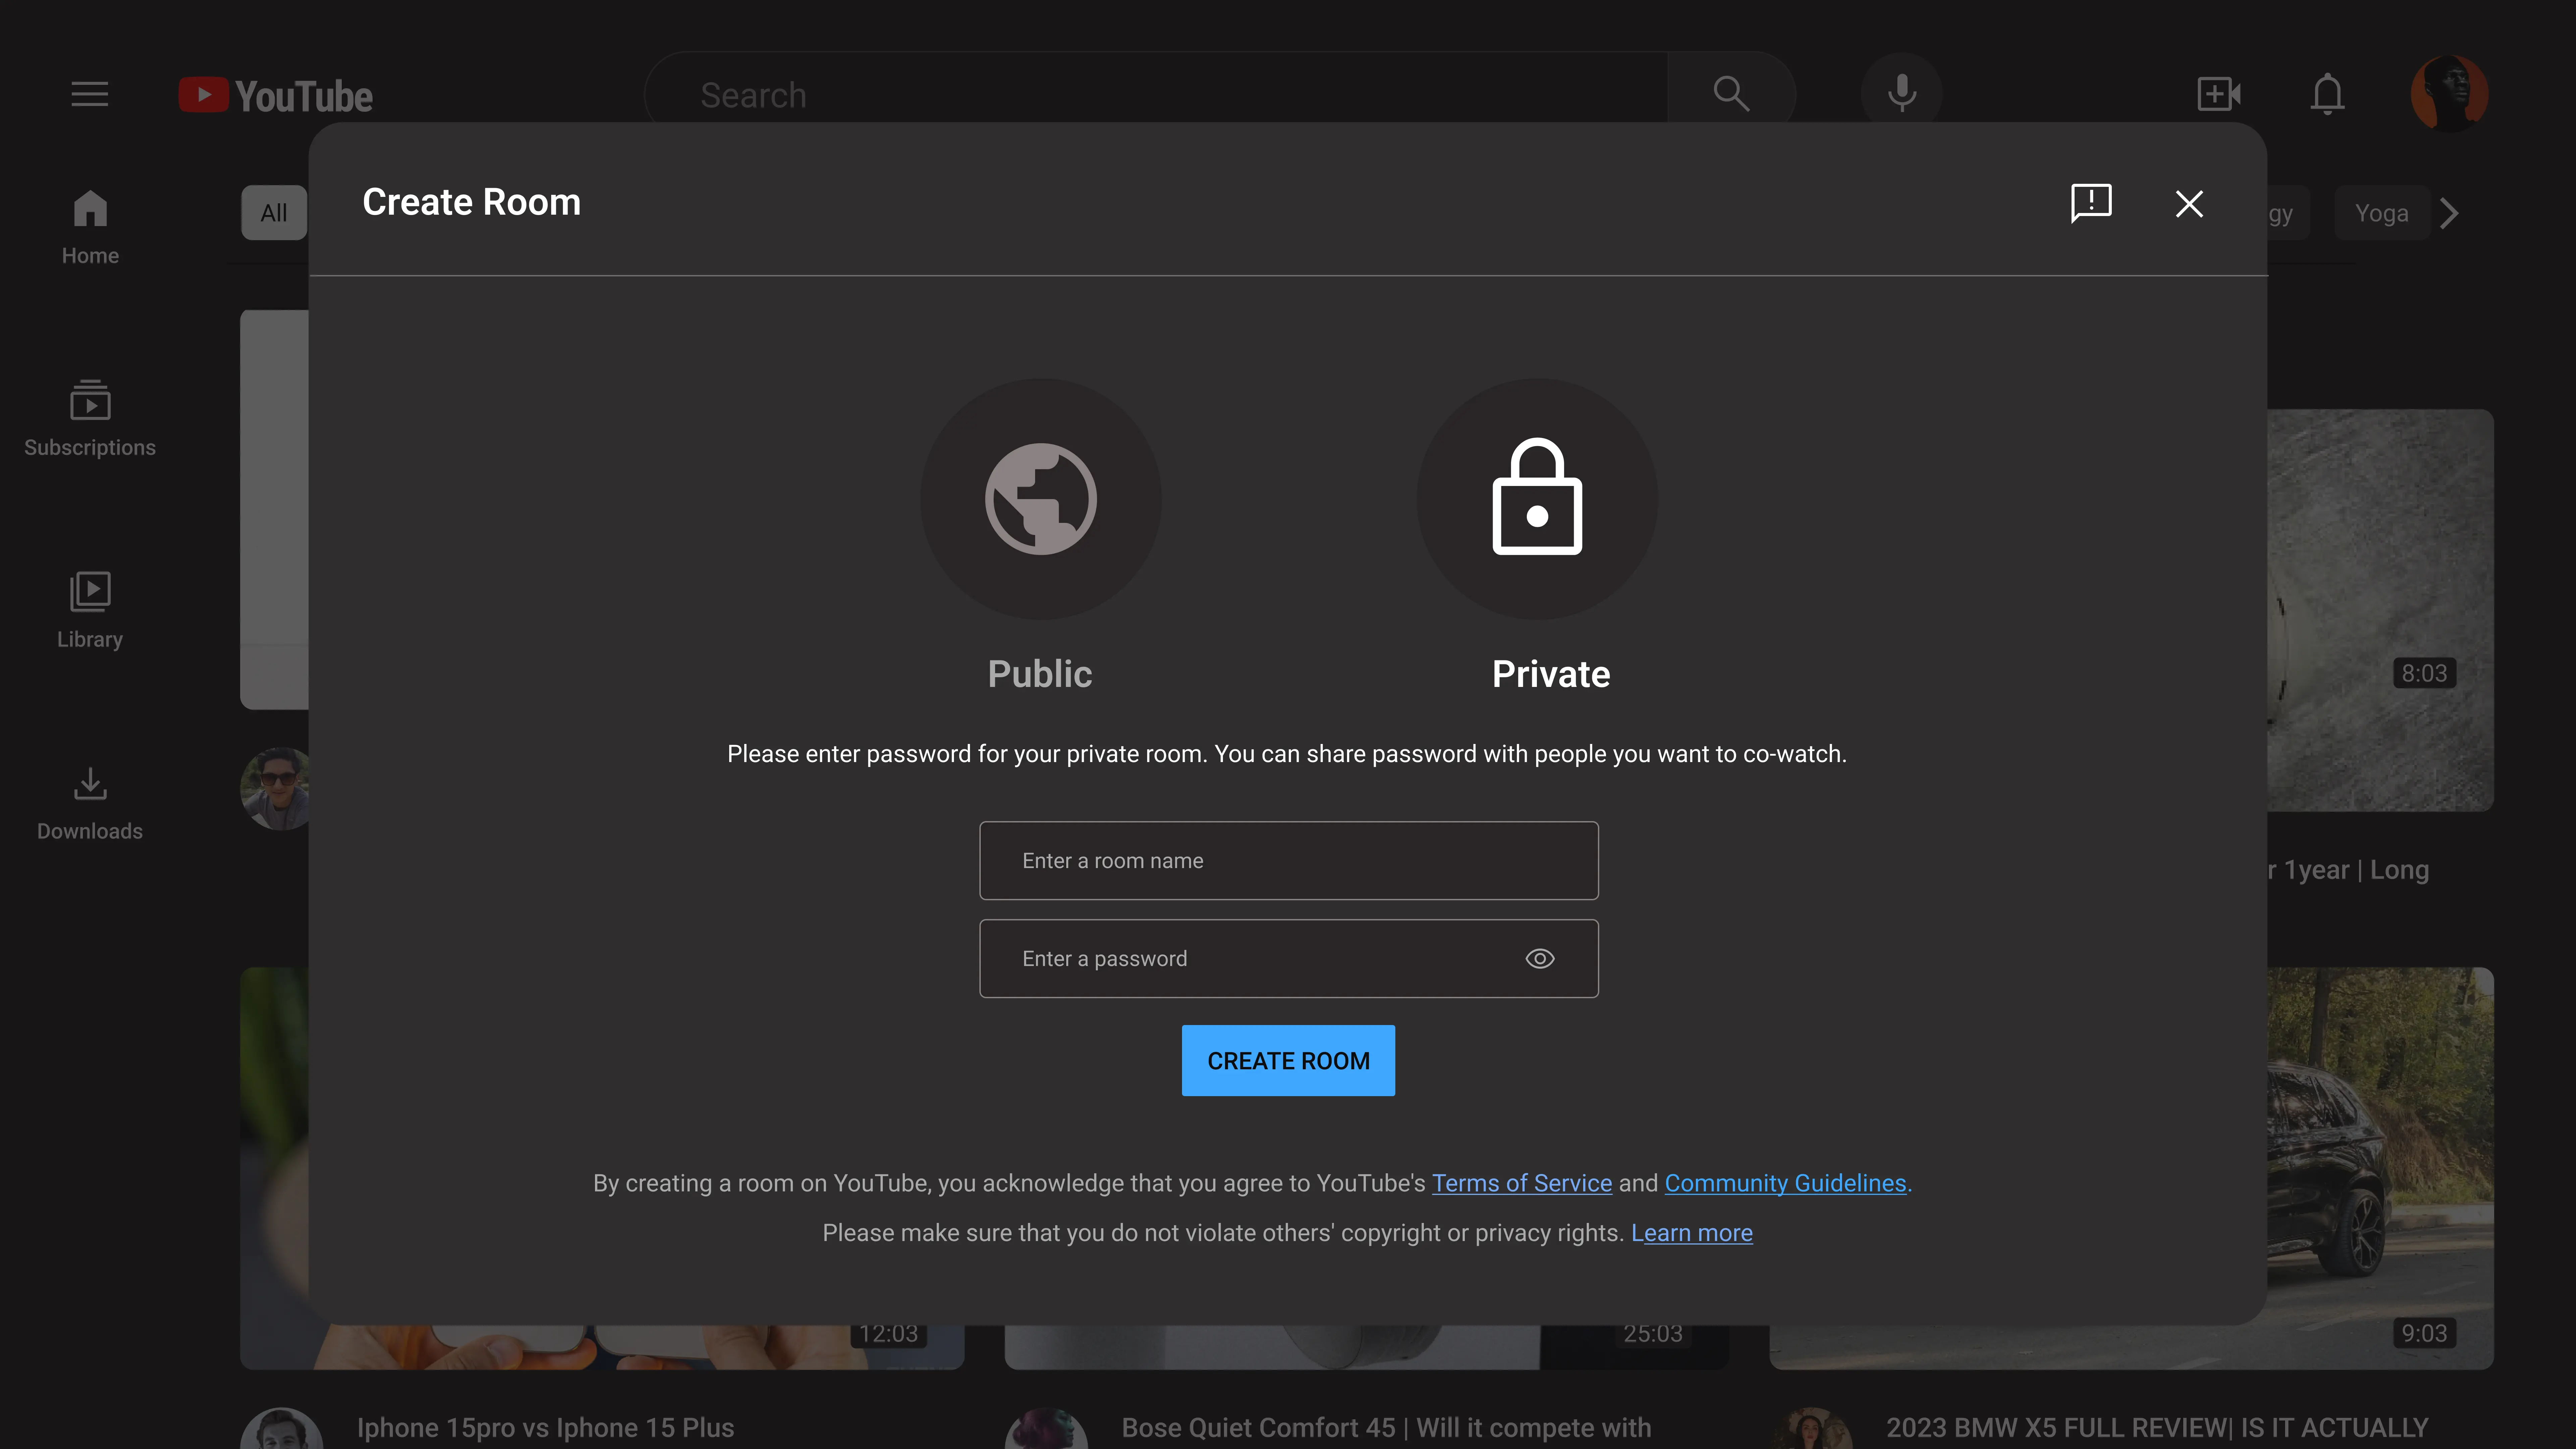 YouTube
Search
Create Room
All
gy
Yoga
Home
Subscriptions
Library
Downloads
Public
Private
8:03
Please enter password for your private room. You can share password with people you want to co-watch.
Enter a room name
r 1year | Long
Enter a password
CREATE ROOM
By creating a room on YouTube, you acknowledge that you agree to YouTube's Terms of Service and Community Guidelines.
Please make sure that you do not violate others' copyright or privacy rights. Learn more
12:03
25:03
9:03
Iphone 15pro vs Iphone 15 Plus
Bose Quiet Comfort 45 | Will it compete with
2023 BMW X5 FULL REVIEW| IS IT ACTUALLY